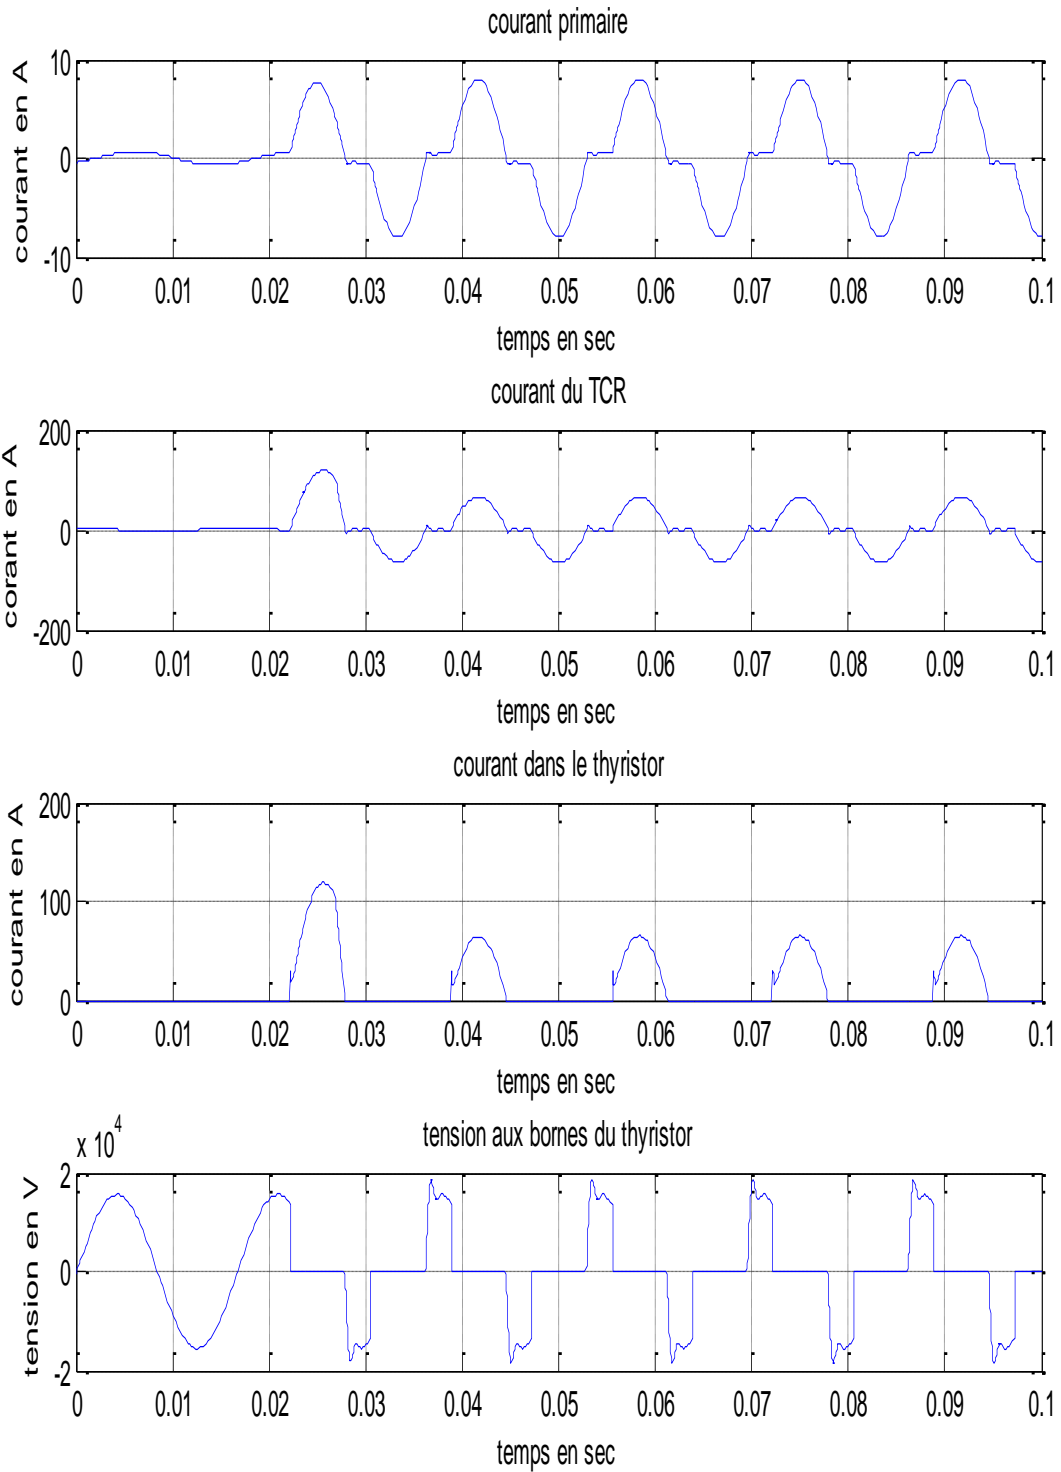 courant primaire
courant en A
10
0
-10
0 0.01 0.02 0.03 0.04 0.05 0.06 0.07 0.08 0.09 0.1
temps en sec
courant du TCR
corant en A
200
0
-200
0 0.01 0.02 0.03 0.04 0.05 0.06 0.07 0.08 0.09 0.1
temps en sec
courant dans le thyristor
courant en A
200
100
0
0 0.01 0.02 0.03 0.04 0.05 0.06 0.07 0.08 0.09 0.1
temps en sec
x 10^4
tension aux bornes du thyristor
tension en V
2
0
-2
0 0.01 0.02 0.03 0.04 0.05 0.06 0.07 0.08 0.09 0.1
temps en sec